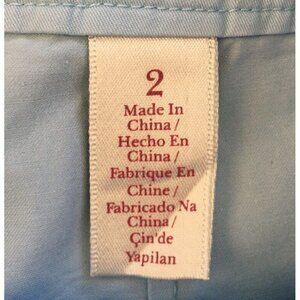 2
Made In
China /
Hecho En
China /
Fabrique En
Chine /
Fabricado Na
China /
Çin'de
Yapilan